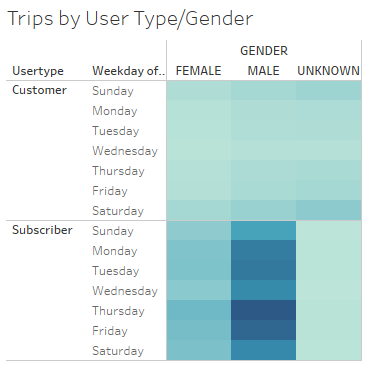 Trips by User Type/Gender
GENDER
Usertype Weekday of.. FEMALE MALE UNKNOWN
Customer Sunday
Monday
Tuesday
Wednesday
Thursday
Friday
Saturday
Subscriber Sunday
Monday
Tuesday
Wednesday
Thursday
Friday
Saturday